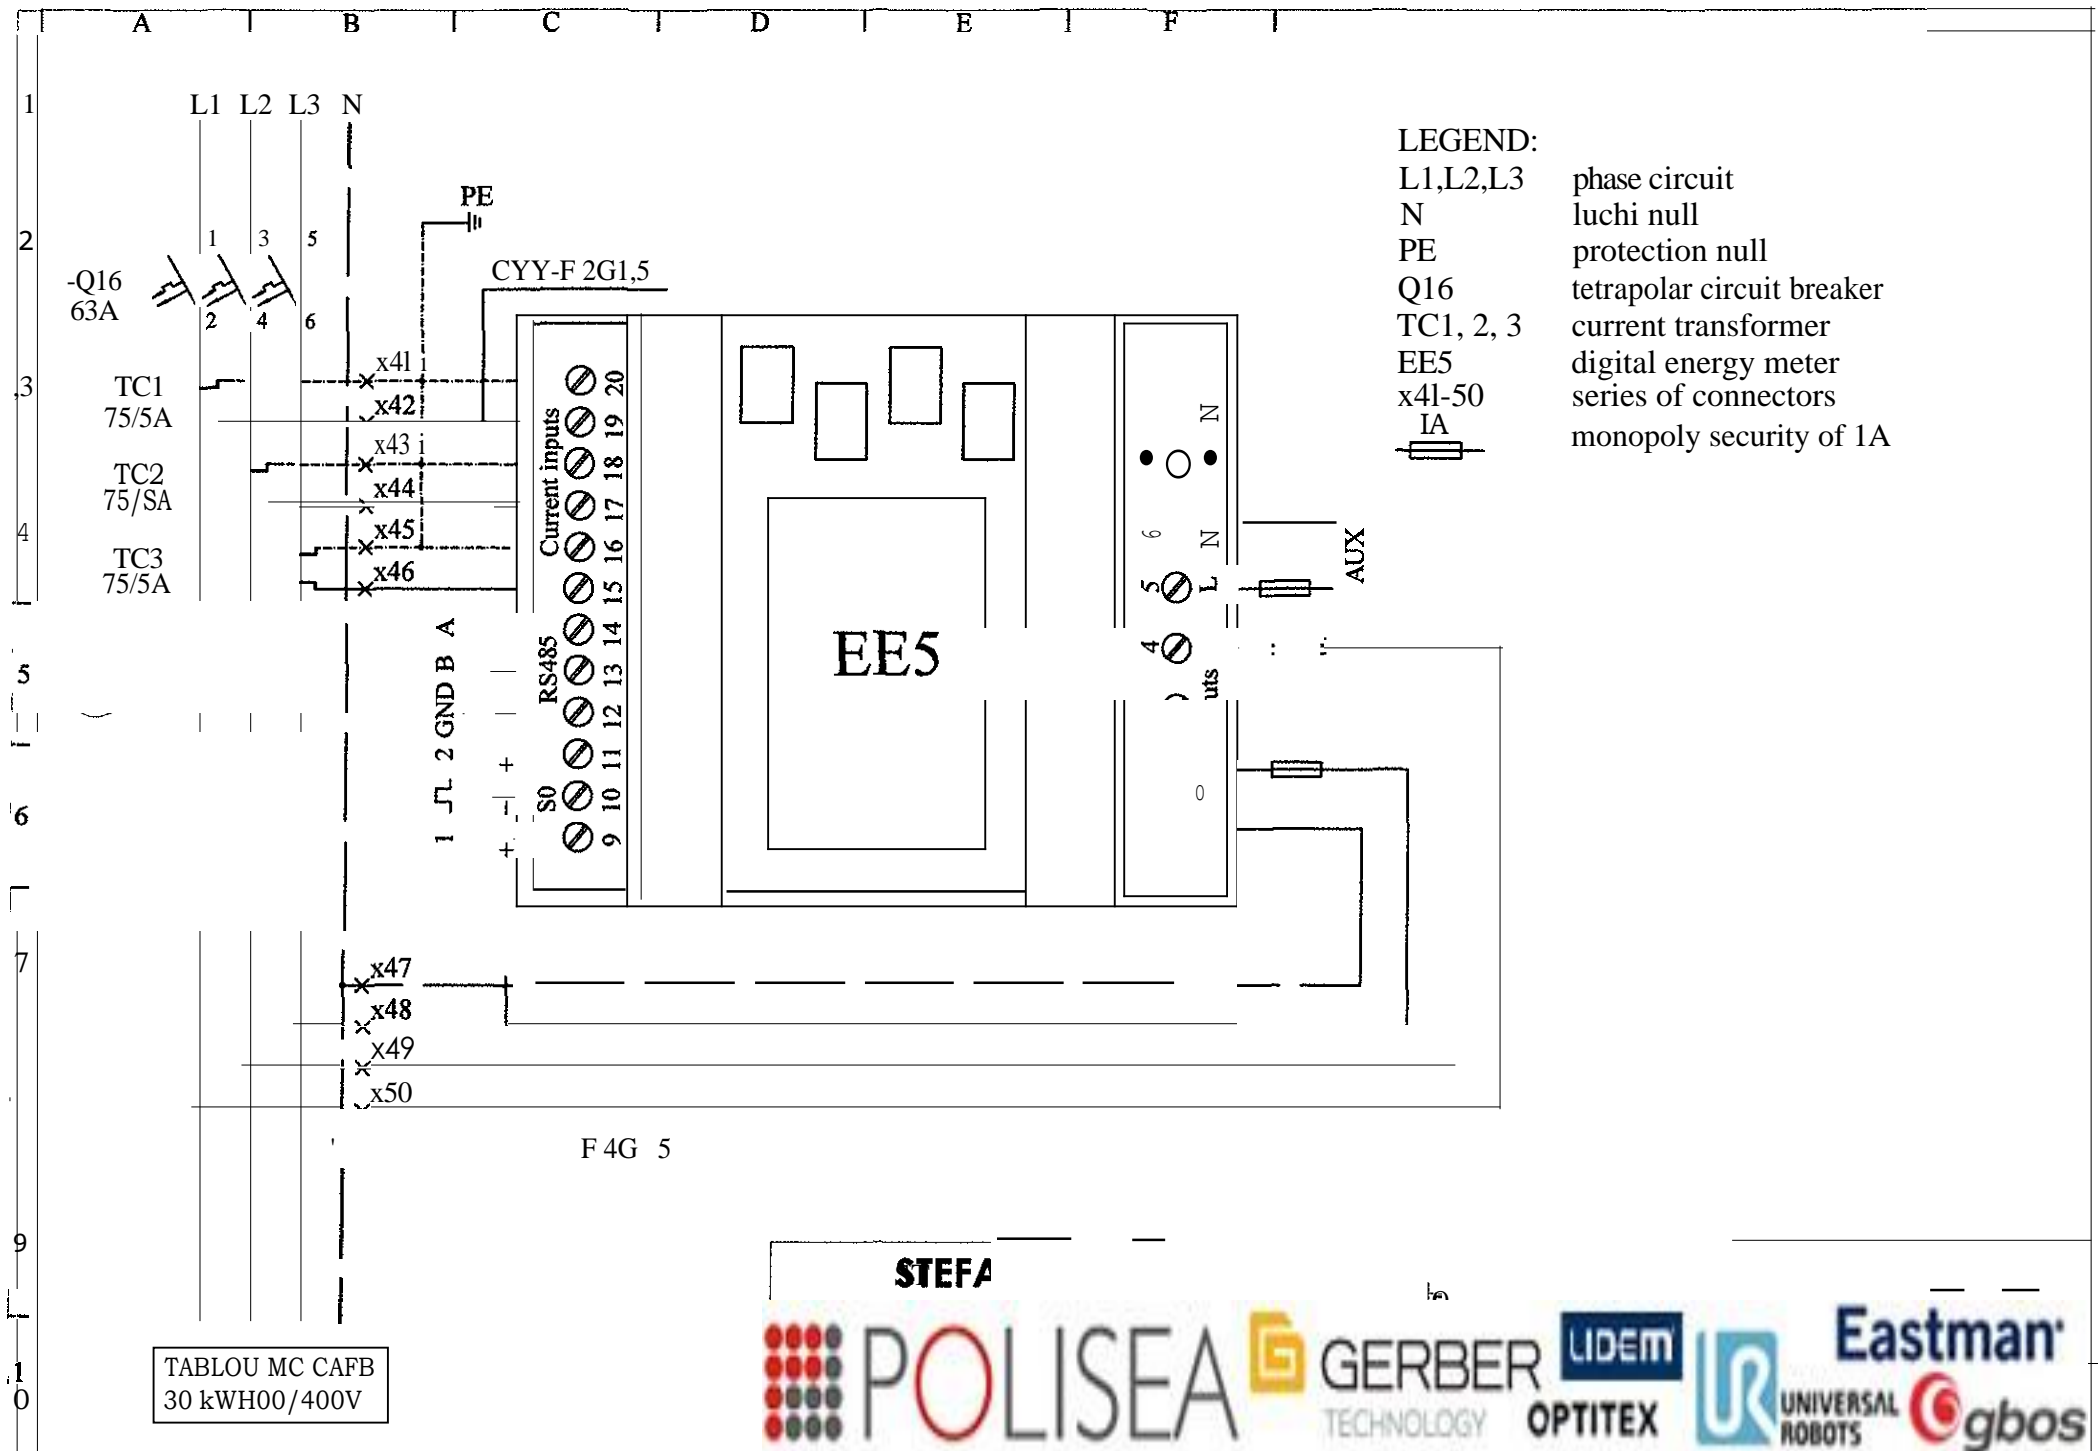 A B C D E F
1
L1 L2 L3 N
LEGEND:
L1,L2,L3 phase circuit
N luchi null
PE protection null
Q16 tetrapolar circuit breaker
TC1, 2, 3 current transformer
EE5 digital energy meter
x4l-50 series of connectors
IA
monopoly security of 1A
PE
2
1 3 5
-Q16
63A
2 4 6
CYY-F 2G1,5
3
TC1
75/5A
x4l
x42
TC2
75/SA
x43
x44
4
TC3
75/5A
x45
x46
Current inputs
20
19
18
17
16
15
14
13
12
11
10
9
RS485
S0
1 2 GND B A
+
-
+
EE5
N
6 N
5 L
4
uts
0
AUX
5
6
7
x47
x48
x49
x50
F 4G 5
9
STEFA
10
TABLOU MC CAFB
30 kWH00/400V
POLISEA
GERBER
TECHNOLOGY
LIDEM
OPTITEX
UR
UNIVERSAL
ROBOTS
Eastman
gbos